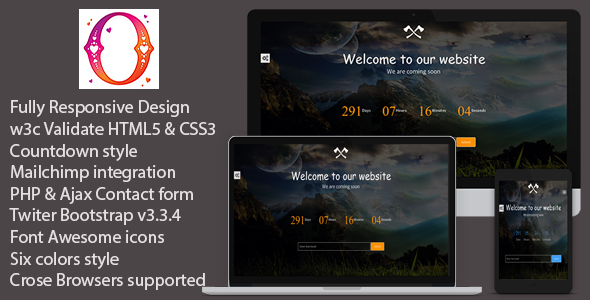 O
Fully Responsive Design
w3c Validate HTML5 & CSS3
Countdown style
Mailchimp integration
PHP & Ajax Contact form
Twiter Bootstrap v3.3.4
Font Awesome icons
Six colors style
Crose Browsers supported
Welcome to our website
We are coming soon
291 Days 07 Hours 16 Minutes 04 Seconds
Welcome to our website
We are coming soon
291 Days 07 Hours 16 Minutes 04 Seconds
Welcome to our website